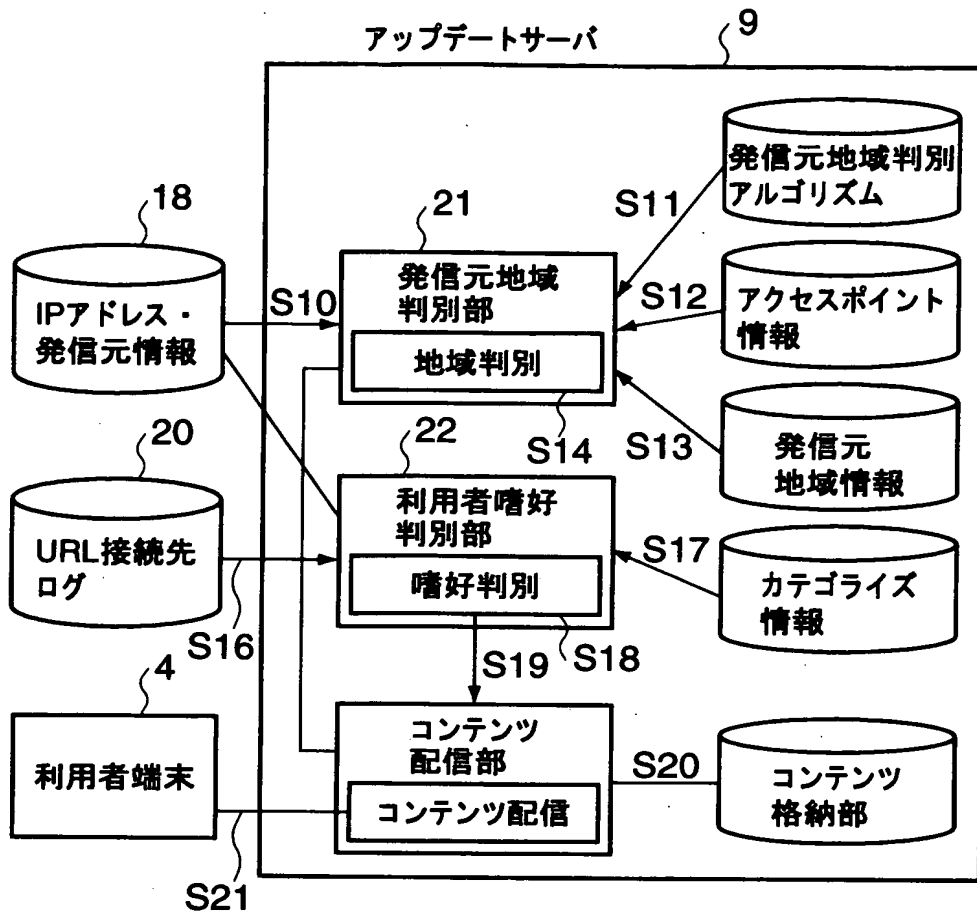 アップデートサーバ
9
発信元地域判別
アルゴリズム
18
21
S11
IPアドレス・
発信元情報
S10
発信元地域
判別部
地域判別
S12
アクセスポイント
情報
20
22
S14
S13
発信元
地域情報
URL接続先
ログ
利用者嗜好
判別部
嗜好判別
S17
カテゴライズ
情報
S16
S19
S18
4
利用者端末
コンテンツ
配信部
コンテンツ配信
S20
コンテンツ
格納部
S21